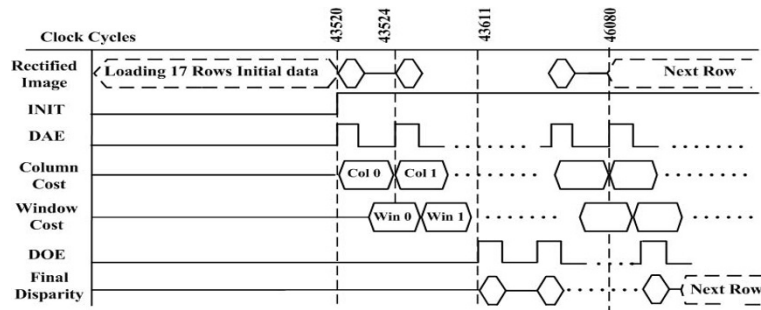 Clock Cycles 43520 43524 43611 46080
Rectified Image Loading 17 Rows Initial data Next Row
INIT
DAE
Column Cost Col 0 Col 1
Window Cost Win 0 Win 1
DOE
Final Disparity Next Row